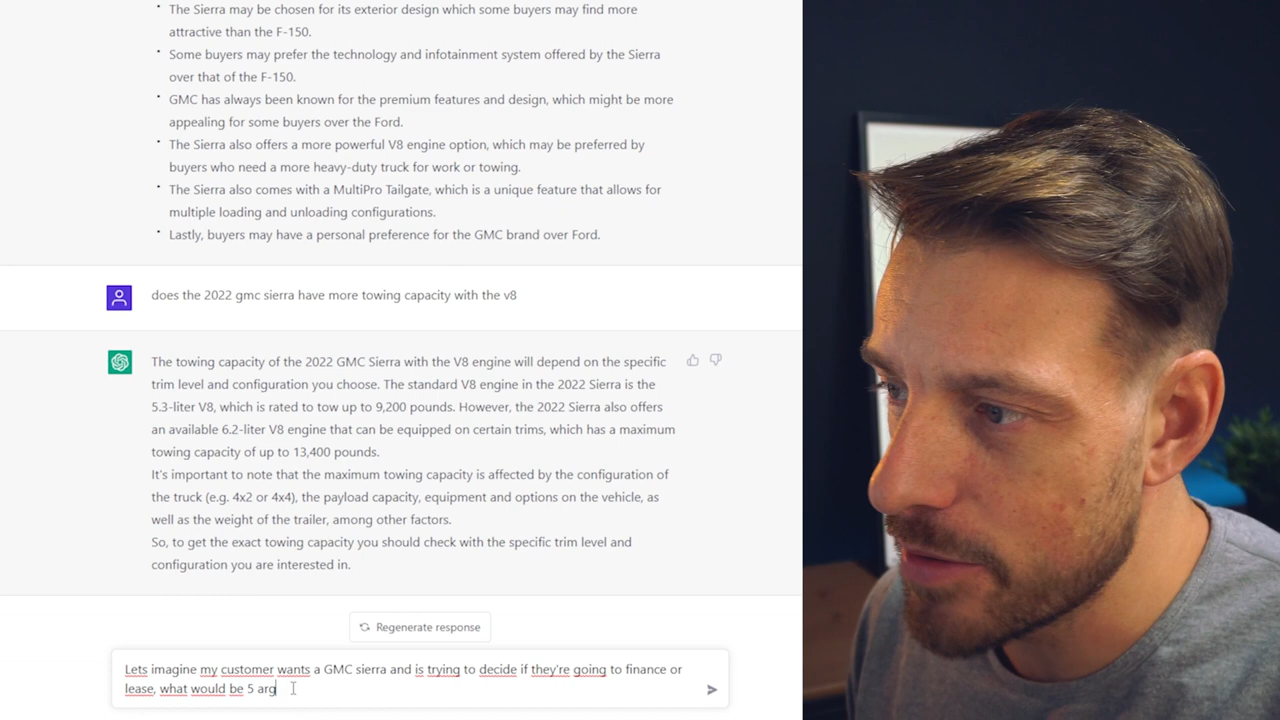 The Sierra may be chosen for its exterior design which some buyers may find more
attractive than the F-150.
Some buyers may prefer the technology and infotainment system offered by the Sierra
over that of the F-150.
GMC has always been known for the premium features and design, which might be more
appealing for some buyers over the Ford.
The Sierra also offers a more powerful V8 engine option, which may be preferred by
buyers who need a more heavy-duty truck for work or towing.
The Sierra also comes with a MultiPro Tailgate, which is a unique feature that allows for
multiple loading and unloading configurations.
Lastly, buyers may have a personal preference for the GMC brand over Ford.
does the 2022 gmc sierra have more towing capacity with the v8
The towing capacity of the 2022 GMC Sierra with the V8 engine will depend on the specific
trim level and configuration you choose. The standard V8 engine in the 2022 Sierra is the
5.3-liter V8, which is rated to tow up to 9,200 pounds. However, the 2022 Sierra also offers
an available 6.2-liter V8 engine that can be equipped on certain trims, which has a maximum
towing capacity of up to 13,400 pounds.
It's important to note that the maximum towing capacity is affected by the configuration of
the truck (e.g. 4x2 or 4x4), the payload capacity, equipment and options on the vehicle, as
well as the weight of the trailer, among other factors.
So, to get the exact towing capacity you should check with the specific trim level and
configuration you are interested in.
Regenerate response
Lets imagine my customer wants a GMC sierra and is trying to decide if they're going to finance or
lease, what would be 5 arg